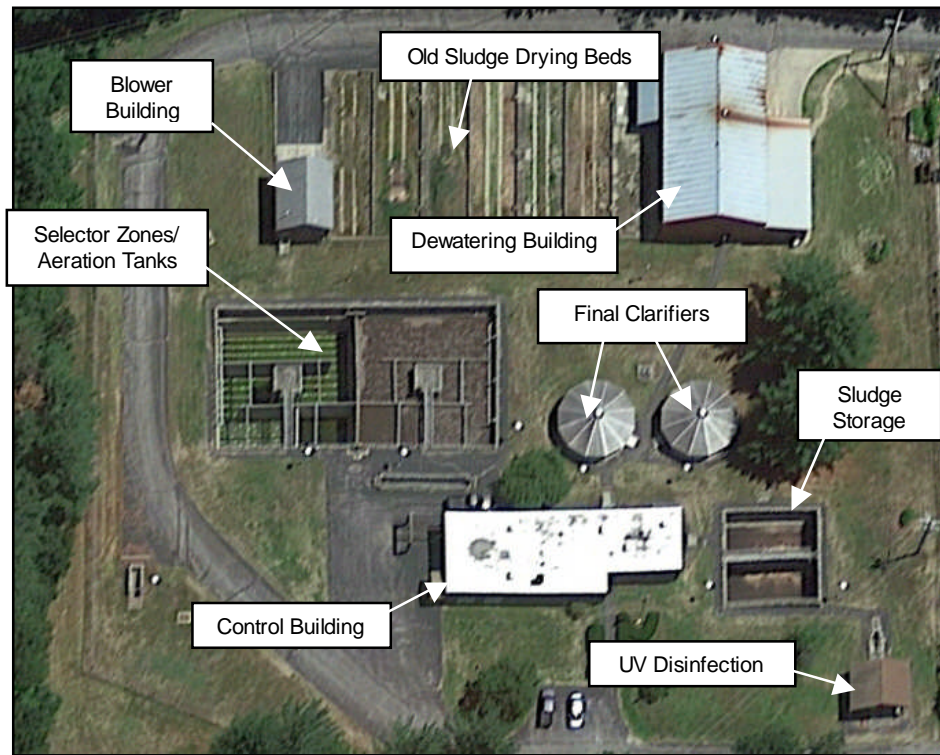 Old Sludge Drying Beds
Blower
Building
Selector Zones/
Aeration Tanks
Dewatering Building
Final Clarifiers
Sludge
Storage
Control Building
UV Disinfection